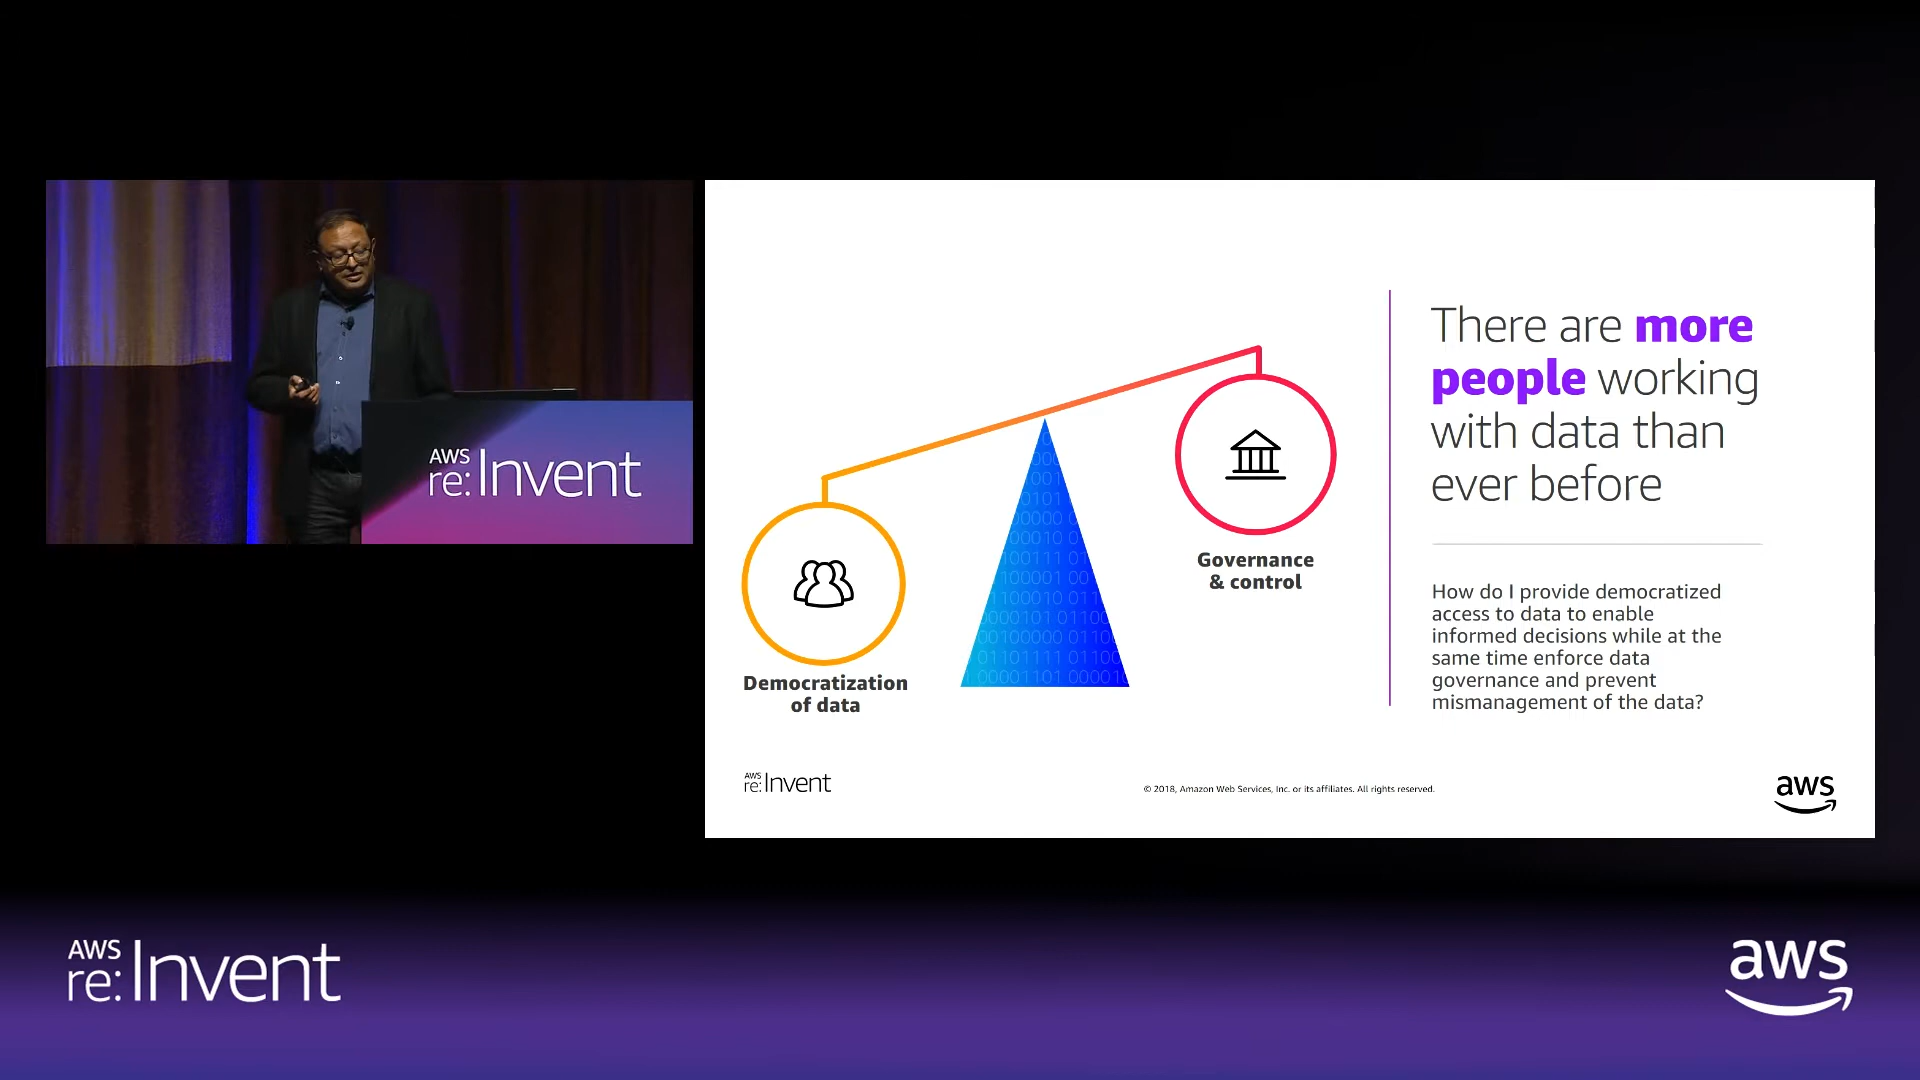 AWS
re:Invent
There are more
people working
with data than
ever before
Governance
& control
How do I provide democratized
access to data to enable
informed decisions while at the
same time enforce data
governance and prevent
mismanagement of the data?
Democratization
of data
AWS
re:Invent
© 2018, Amazon Web Services, Inc. or its affiliates. All rights reserved.
aws
AWS
re:Invent
aws